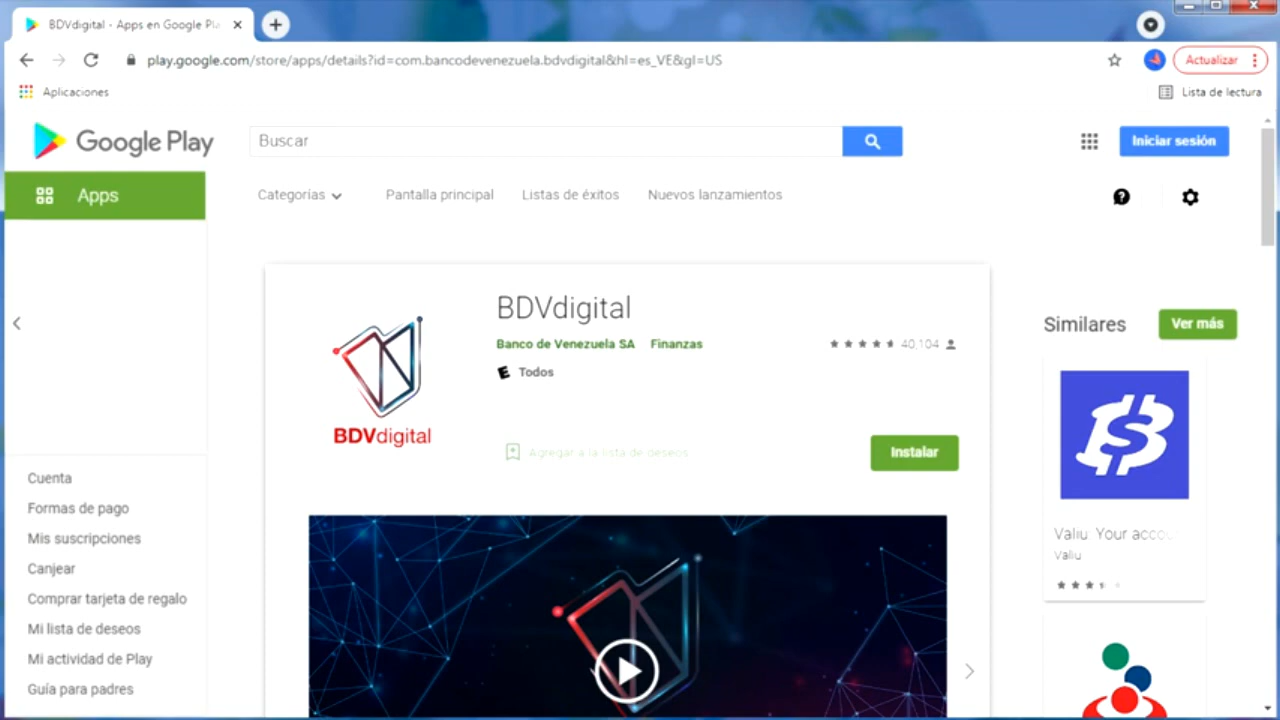 BDVdigital - Apps en Google Pla
play.google.com/store/apps/details?id=com.bancodevenezuela.bdvdigital&hl=es_VE&gl=US
Actualizar
Aplicaciones
Lista de lectura
Google Play
Buscar
Iniciar sesión
Apps
Categorías
Pantalla principal
Listas de éxitos
Nuevos lanzamientos
BDVdigital
Banco de Venezuela SA Finanzas
40,104
E Todos
BDVdigital
Agregar a la lista de deseos
Instalar
Similares
Ver más
Valiu: Your accou
Valiu
Cuenta
Formas de pago
Mis suscripciones
Canjear
Comprar tarjeta de regalo
Mi lista de deseos
Mi actividad de Play
Guía para padres